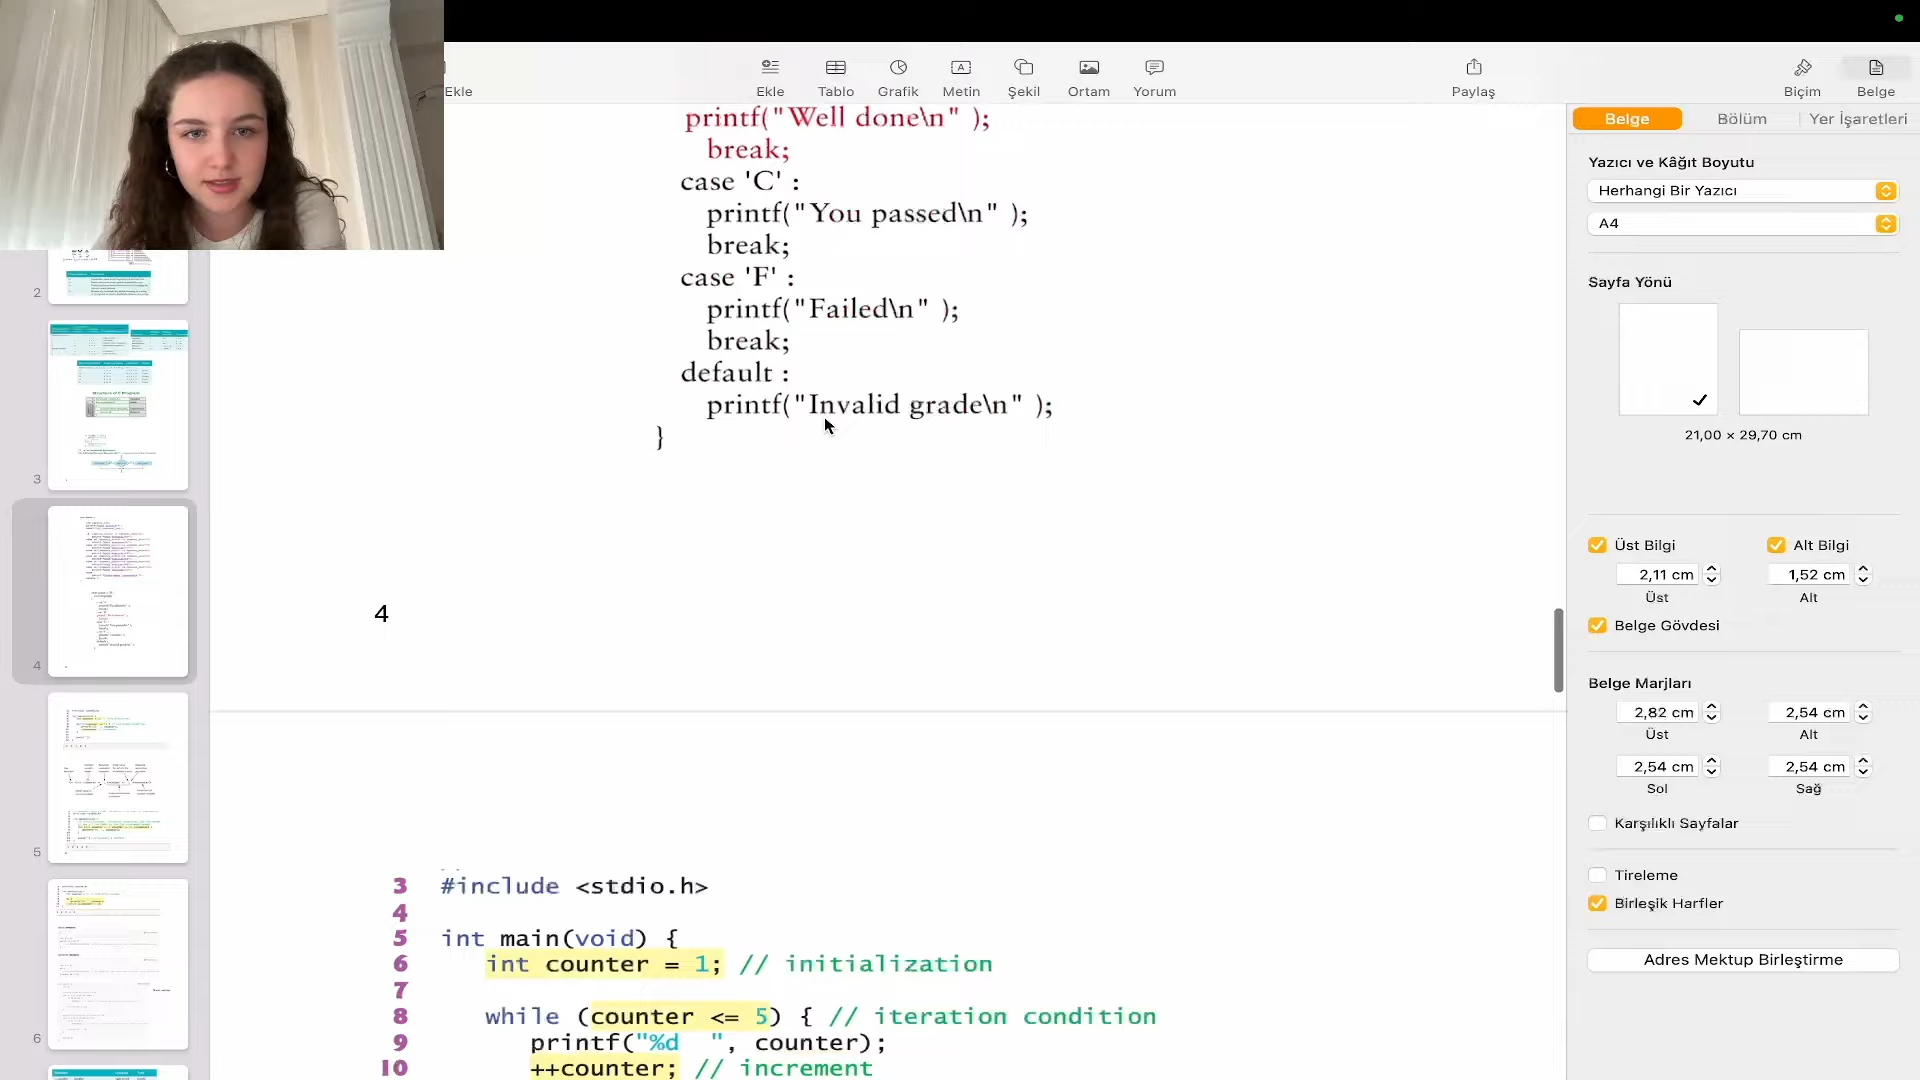 Ekle
Ekle
Tablo
Grafik
Metin
Şekil
Ortam
Yorum
Paylaş
Biçim
Belge
printf("Well done\n" );
break;
case 'C' :
printf("You passed\n" );
break;
case 'F' :
printf("Failed\n" );
break;
default :
printf("Invalid grade\n" );
}
4
3 #include <stdio.h>
4
5 int main(void) {
6 int counter = 1; // initialization
7
8 while (counter <= 5) { // iteration condition
9 printf("%d ", counter);
10 ++counter; // increment
2
3
4
5
6
Belge
Bölüm
Yer İşaretleri
Yazıcı ve Kâğıt Boyutu
Herhangi Bir Yazıcı
A4
Sayfa Yönü
21,00 × 29,70 cm
Üst Bilgi
Alt Bilgi
2,11 cm
1,52 cm
Üst
Alt
Belge Gövdesi
Belge Marjları
2,82 cm
2,54 cm
Üst
Alt
2,54 cm
2,54 cm
Sol
Sağ
Karşılıklı Sayfalar
Tireleme
Birleşik Harfler
Adres Mektup Birleştirme